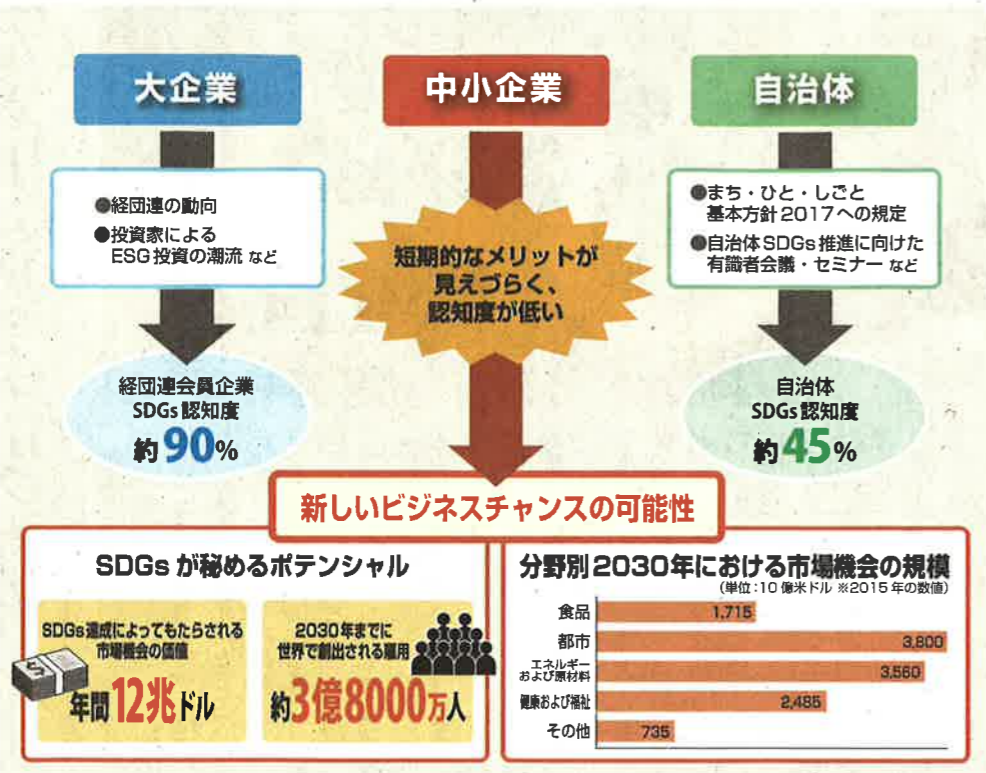 大企業
●経団連の動向
●投資家による
ESG投資の潮流 など
経団連会員企業
SDGs認知度
約90%
中小企業
短期的なメリットが
見えづらく、
認知度が低い
自治体
●まち・ひと・しごと
基本方針2017への規定
●自治体SDGs推進に向けた
有識者会議・セミナー など
自治体
SDGs認知度
約45%
新しいビジネスチャンスの可能性
SDGsが秘めるポテンシャル
SDGs達成によってもたらされる
市場機会の価値
年間12兆ドル
2030年までに
世界で創出される雇用
約3億8000万人
分野別2030年における市場機会の規模
(単位:10億米ドル ※2015年の数値)
食品 1,715
都市 3,800
エネルギー
および原材料 3,560
健康および福祉 2,485
その他 735